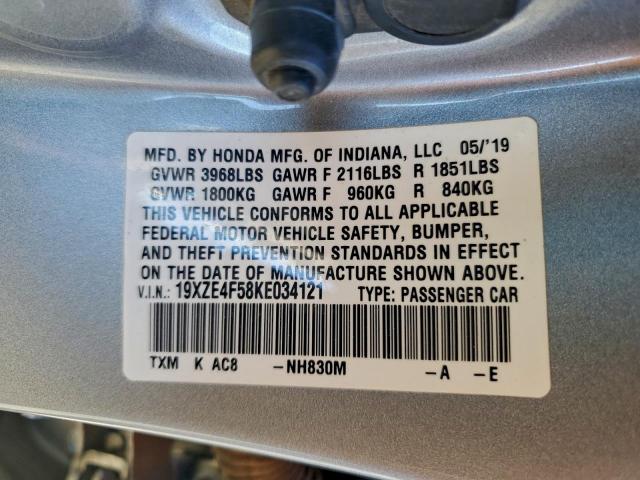 MFD. BY HONDA MFG. OF INDIANA, LLC 05/'19
GVWR 3968LBS GAWR F 2116LBS R 1851LBS
GVWR 1800KG GAWR F 960KG R 840KG
THIS VEHICLE CONFORMS TO ALL APPLICABLE
FEDERAL MOTOR VEHICLE SAFETY, BUMPER,
AND THEFT PREVENTION STANDARDS IN EFFECT
ON THE DATE OF MANUFACTURE SHOWN ABOVE.
V.I.N.: 19XZE4F58KE034121 TYPE: PASSENGER CAR
TXM K AC8 -NH830M -A -E